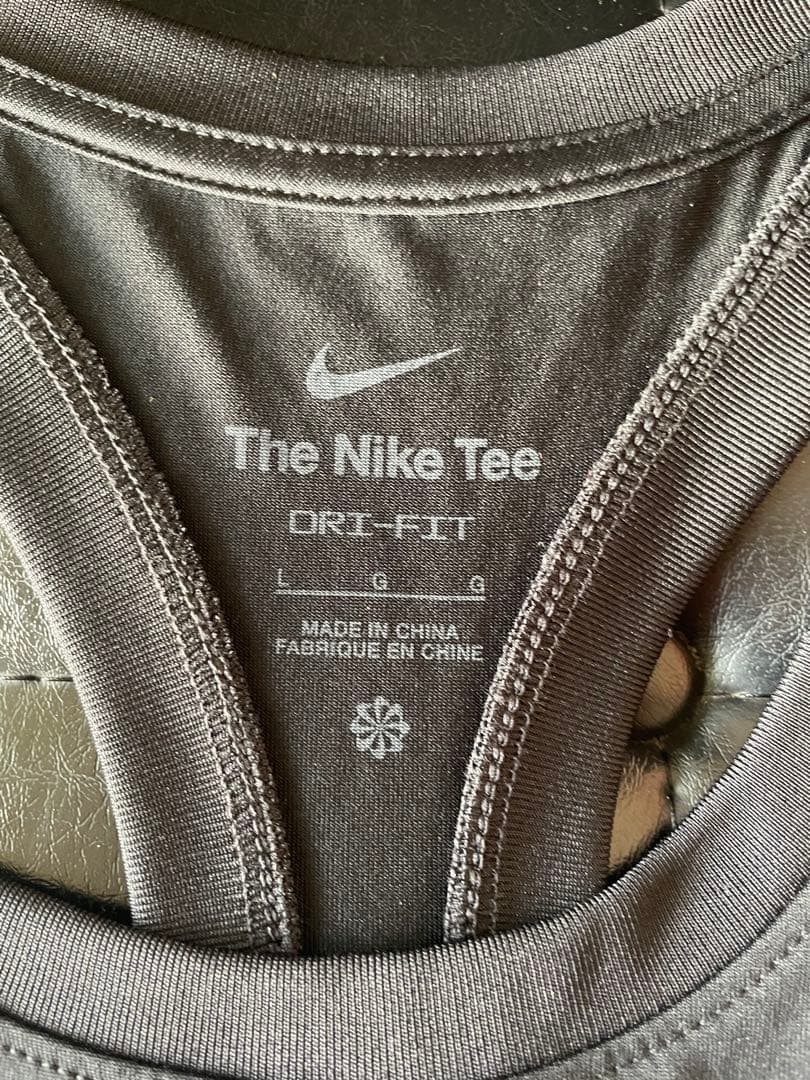 The Nike Tee
DRI-FIT
L G G
MADE IN CHINA
FABRIQUE EN CHINE